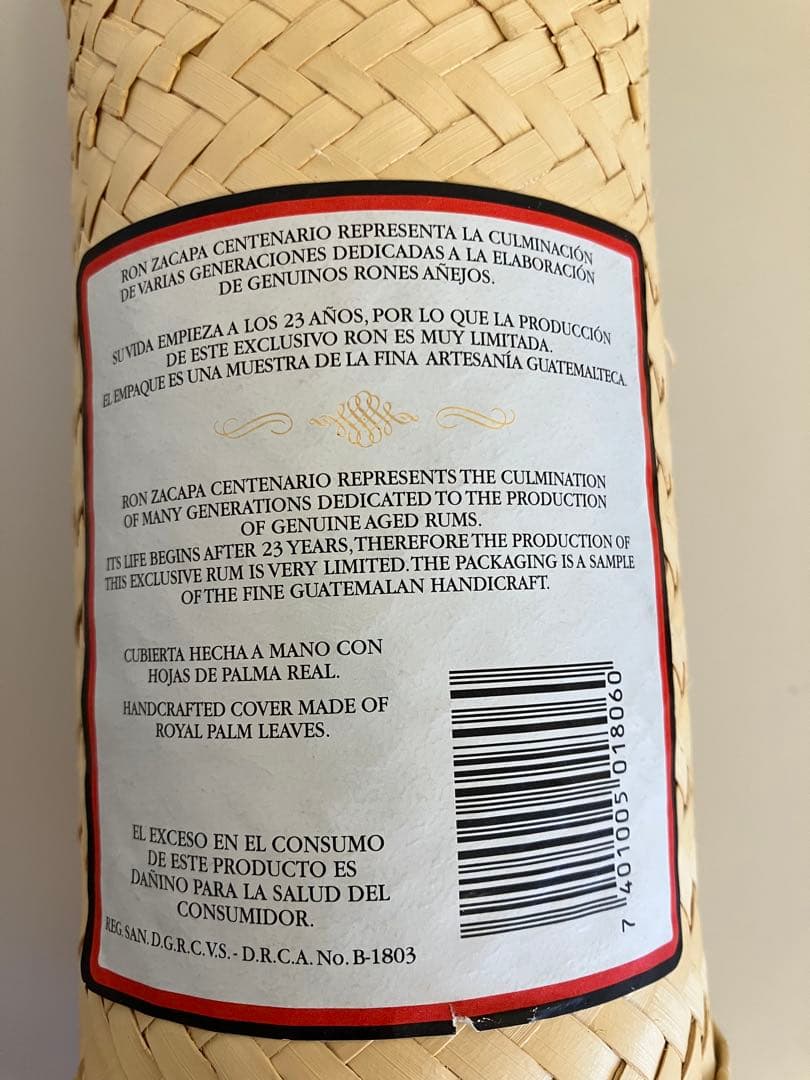 RON ZACAPA CENTENARIO REPRESENTA LA CULMINACIÓN
DE VARIAS GENERACIONES DEDICADAS A LA ELABORACIÓN
DE GENUINOS RONES AÑEJOS.
SU VIDA EMPIEZA A LOS 23 AÑOS, POR LO QUE LA PRODUCCIÓN
DE ESTE EXCLUSIVO RON ES MUY LIMITADA.
EL EMPAQUE ES UNA MUESTRA DE LA FINA ARTESANÍA GUATEMALTECA.
RON ZACAPA CENTENARIO REPRESENTS THE CULMINATION
OF MANY GENERATIONS DEDICATED TO THE PRODUCTION
OF GENUINE AGED RUMS.
ITS LIFE BEGINS AFTER 23 YEARS, THEREFORE THE PRODUCTION OF
THIS EXCLUSIVE RUM IS VERY LIMITED. THE PACKAGING IS A SAMPLE
OF THE FINE GUATEMALAN HANDICRAFT.
CUBIERTA HECHA A MANO CON
HOJAS DE PALMA REAL.
HANDCRAFTED COVER MADE OF
ROYAL PALM LEAVES.
EL EXCESO EN EL CONSUMO
DE ESTE PRODUCTO ES
DAÑINO PARA LA SALUD DEL
CONSUMIDOR.
REG. SAN. D.G.R.C.V.S. - D.R.C.A. No. B-1803
7 401005 018060